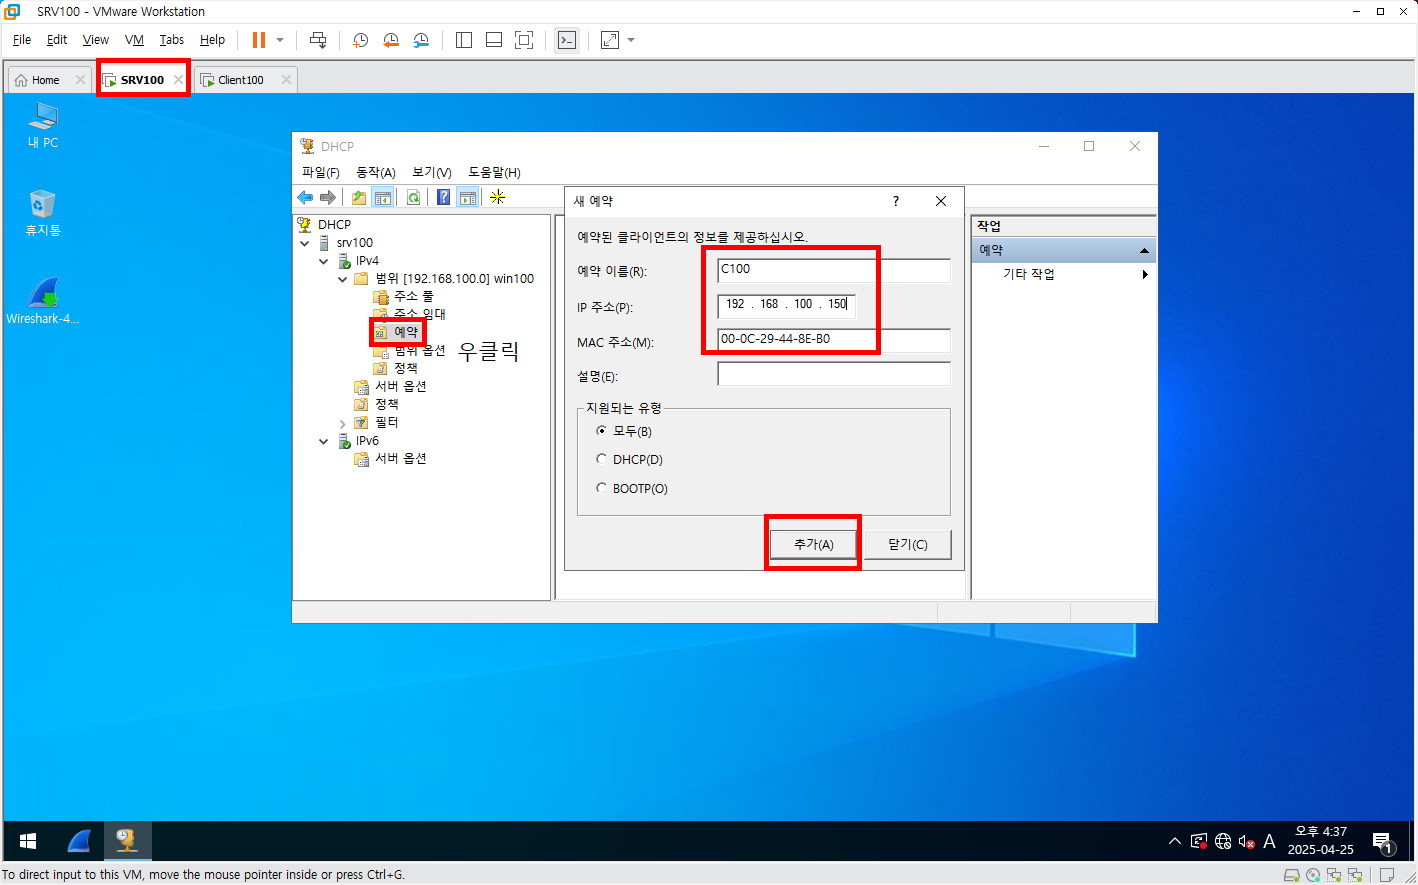 SRV100 - VMware Workstation
File Edit View VM Tabs Help
Home SRV100 Client100
내 PC
휴지통
Wireshark-4...
DHCP
파일(F) 동작(A) 보기(V) 도움말(H)
DHCP
srv100
IPv4
범위 [192.168.100.0] win100
주소 풀
주소 임대
예약
범위 옵션
우클릭
정책
서버 옵션
정책
필터
IPv6
서버 옵션
새 예약
예약된 클라이언트의 정보를 제공하십시오.
예약 이름(R): C100
IP 주소(P): 192 . 168 . 100 . 150
MAC 주소(M): 00-0C-29-44-8E-B0
설명(E):
지원되는 유형
모두(B)
DHCP(D)
BOOTP(O)
추가(A) 닫기(C)
작업
예약
기타 작업
A
오후 4:37
2025-04-25
1
To direct input to this VM, move the mouse pointer inside or press Ctrl+G.